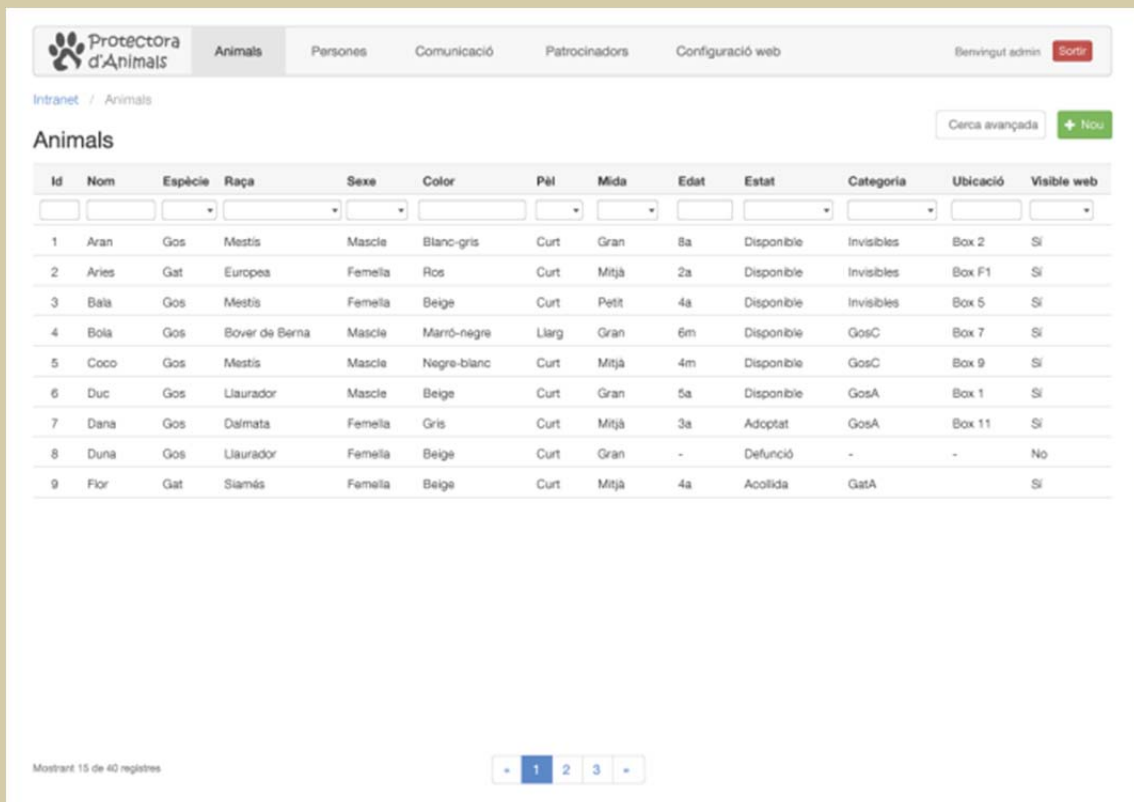 Protectora
d'Animals
Animals Persones Comunicació Patrocinadors Configuració web Benvingut admin Sortir
Intranet / Animals
Animals
Cerca avançada + Nou
Id Nom Espècie Raça Sexe Color Pèl Mida Edat Estat Categoria Ubicació Visible web
1 Aran Gos Mestís Mascle Blanc-gris Curt Gran 8a Disponible Invisibles Box 2 Sí
2 Aries Gat Europea Femella Ros Curt Mitjà 2a Disponible Invisibles Box F1 Sí
3 Bala Gos Mestís Femella Beige Curt Petit 4a Disponible Invisibles Box 5 Sí
4 Bola Gos Bover de Berna Mascle Marró-negre Llarg Gran 6m Disponible GosC Box 7 Sí
5 Coco Gos Mestís Mascle Negre-blanc Curt Mitjà 4m Disponible GosC Box 9 Sí
6 Duc Gos Llaurador Mascle Beige Curt Gran 5a Disponible GosA Box 1 Sí
7 Dana Gos Dalmata Femella Gris Curt Mitjà 3a Adoptat GosA Box 11 Sí
8 Duna Gos Llaurador Femella Beige Curt Gran - Defunció - - No
9 Flor Gat Siamés Femella Beige Curt Mitjà 4a Acollida GatA Sí
Mostrant 15 de 40 registres
« 1 2 3 »